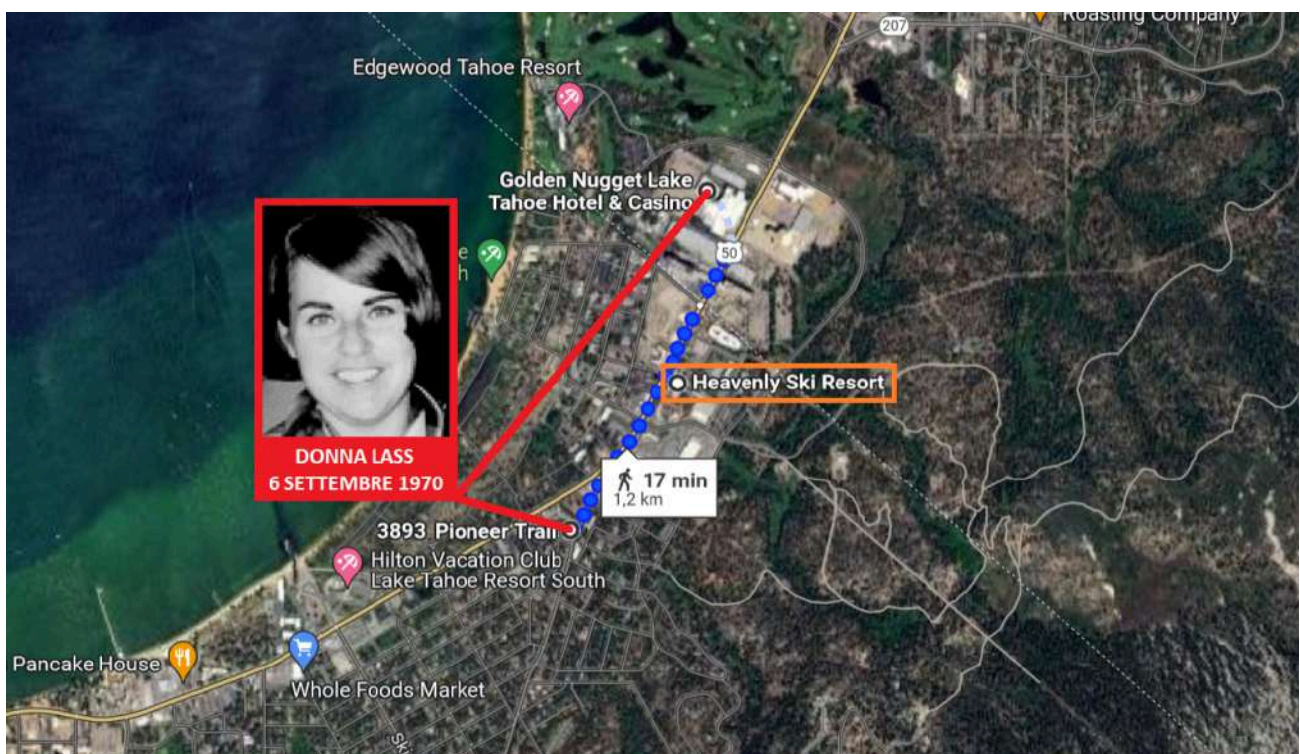 Roasting Company
207
Edgewood Tahoe Resort
Golden Nugget Lake
Tahoe Hotel & Casino
50
e
h
Heavenly Ski Resort
DONNA LASS
6 SETTEMBRE 1970
17 min
1,2 km
3893 Pioneer Trail
Hilton Vacation Club
Lake Tahoe Resort South
Pancake House
Whole Foods Market
Ski